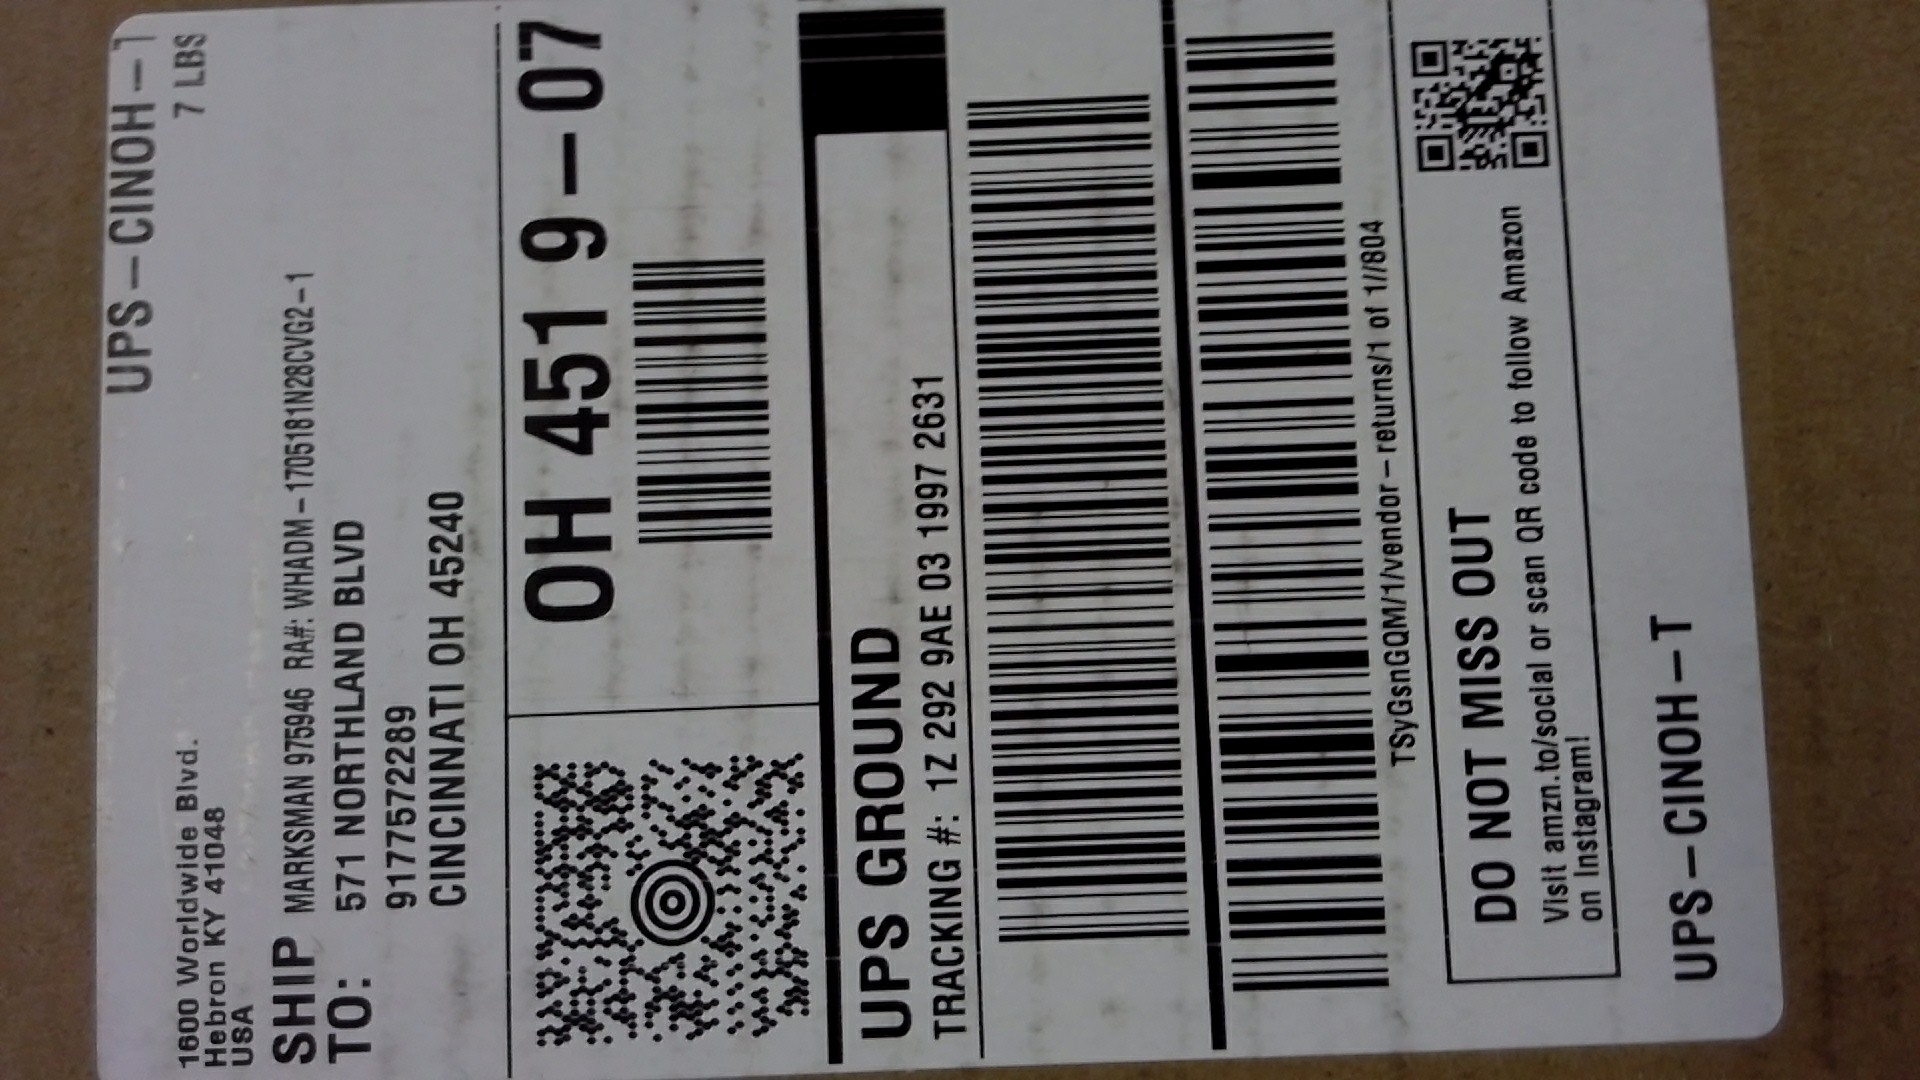 UPS-CINOH-T
7 LBS
1600 Worldwide Blvd.
Hebron KY 41048
USA
SHIP TO:
MARKSMAN 975946 RA#: WHADM-1705181N28CVG2-1
571 NORTHLAND BLVD
9177572289
CINCINNATI OH 45240
OH 451 9-07
UPS GROUND
TRACKING #: 1Z 292 9AE 03 1997 2631
TSyGsnGQM/1/vendor-returns/1 of 1//804
DO NOT MISS OUT
Visit amzn.to/social or scan QR code to follow Amazon
on Instagram!
UPS-CINOH-T